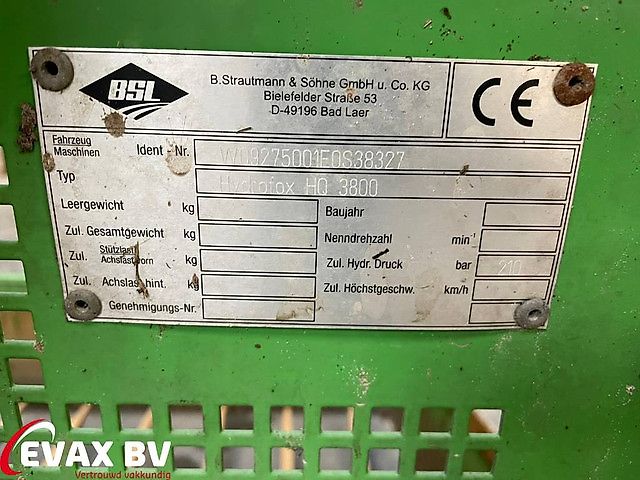 BSL
B.Strautmann & Söhne GmbH u. Co. KG
Bielefelder Straße 53
D-49196 Bad Laer
CE
Fahrzeug
Maschinen Ident - Nr. W09275001E0S38327
Typ Hydrofox HQ 3800
Leergewicht kg
Zul. Gesamtgewicht kg
Zul. Stützlast Achslast vorn kg
Zul. Achslast hint. kg
Genehmigungs-Nr.
Baujahr
Nenndrehzahl min-1
Zul. Hydr. Druck bar 210
Zul. Höchstgeschw. km/h
EVAX BV
Vertrouwd vakkundig